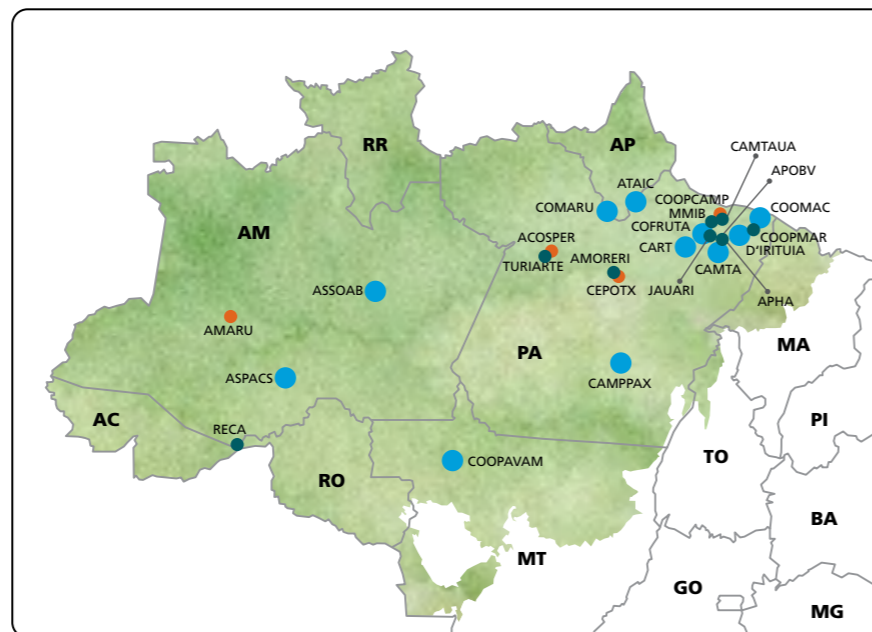 RR
AP
CAMTAUA
APOBV
ATAIC
COOPCAMP
COMARU
MMIB
COOMAC
COFRUTA
AM
ACOSPER
CART
COOPMAR
D'IRITUIA
TURIARTE
AMORERI
CAMTA
ASSOAB
CEPOTX
JAUARI
APHA
AMARU
MA
PA
ASPACS
CAMPPAX
AC
RECA
PI
TO
COOPAVAM
RO
BA
MT
GO
MG